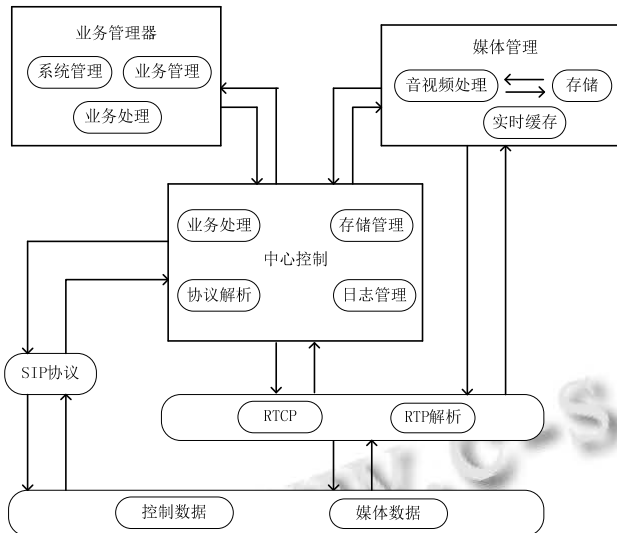 业务管理器
系统管理 业务管理
业务处理
媒体管理
音视频处理 存储
实时缓存
业务处理 存储管理
中心控制
协议解析 日志管理
SIP协议
RTCP RTP解析
控制数据 媒体数据